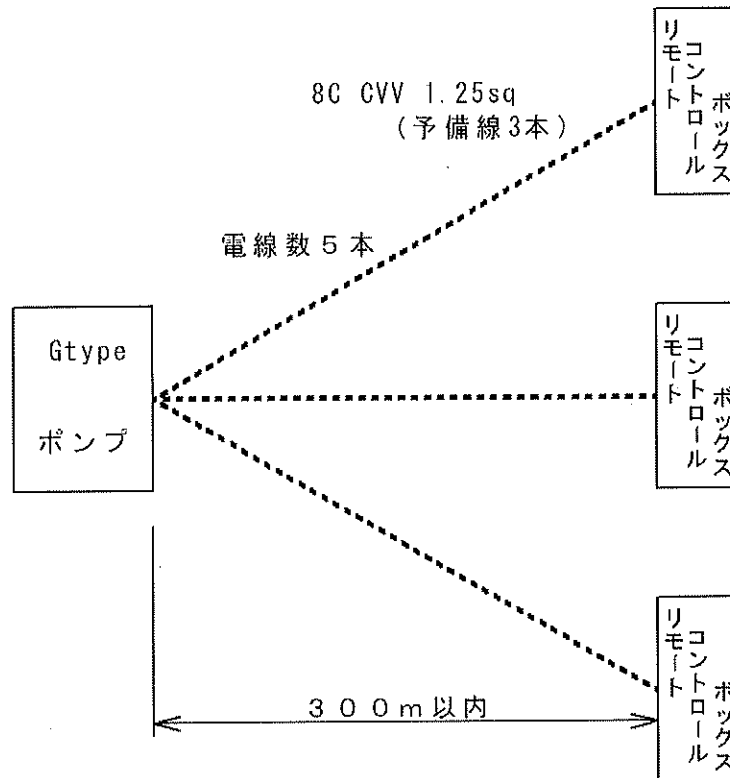 8C CVV 1.25sq
(予備線3本)
電線数5本
Gtype
ポンプ
リモート
コントロール
ボックス
リモート
コントロール
ボックス
リモート
コントロール
ボックス
300m以内